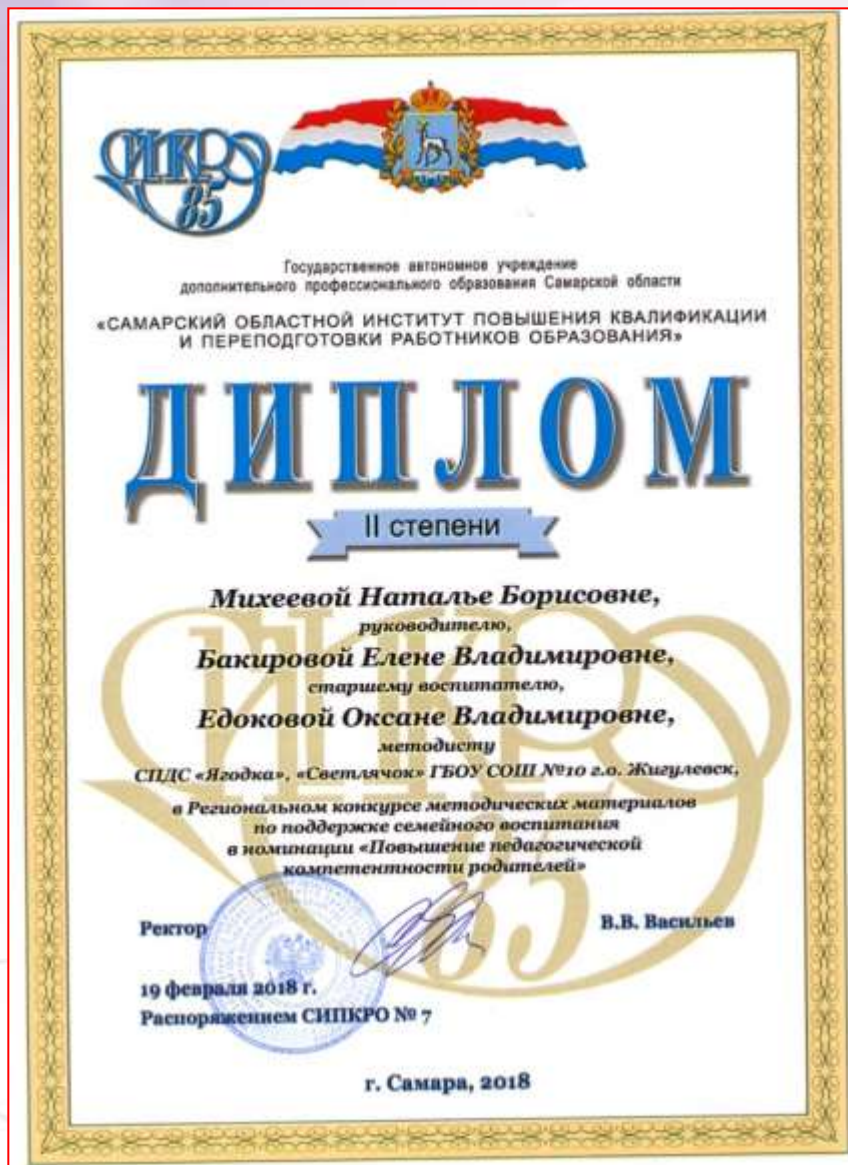 СИПКРО
85
Государственное автономное учреждение
дополнительного профессионального образования Самарской области
«САМАРСКИЙ ОБЛАСТНОЙ ИНСТИТУТ ПОВЫШЕНИЯ КВАЛИФИКАЦИИ
И ПЕРЕПОДГОТОВКИ РАБОТНИКОВ ОБРАЗОВАНИЯ»
ДИПЛОМ
II степени
Михеевой Наталье Борисовне,
руководителю,
Бакировой Елене Владимировне,
старшему воспитателю,
Едоковой Оксане Владимировне,
методисту
СПДС «Ягодка», «Светлячок» ГБОУ СОШ №10 г.о. Жигулевск,
в Региональном конкурсе методических материалов
по поддержке семейного воспитания
в номинации «Повышение педагогической
компетентности родителей»
Ректор В.В. Васильев
19 февраля 2018 г.
Распоряжением СИПКРО № 7
г. Самара, 2018